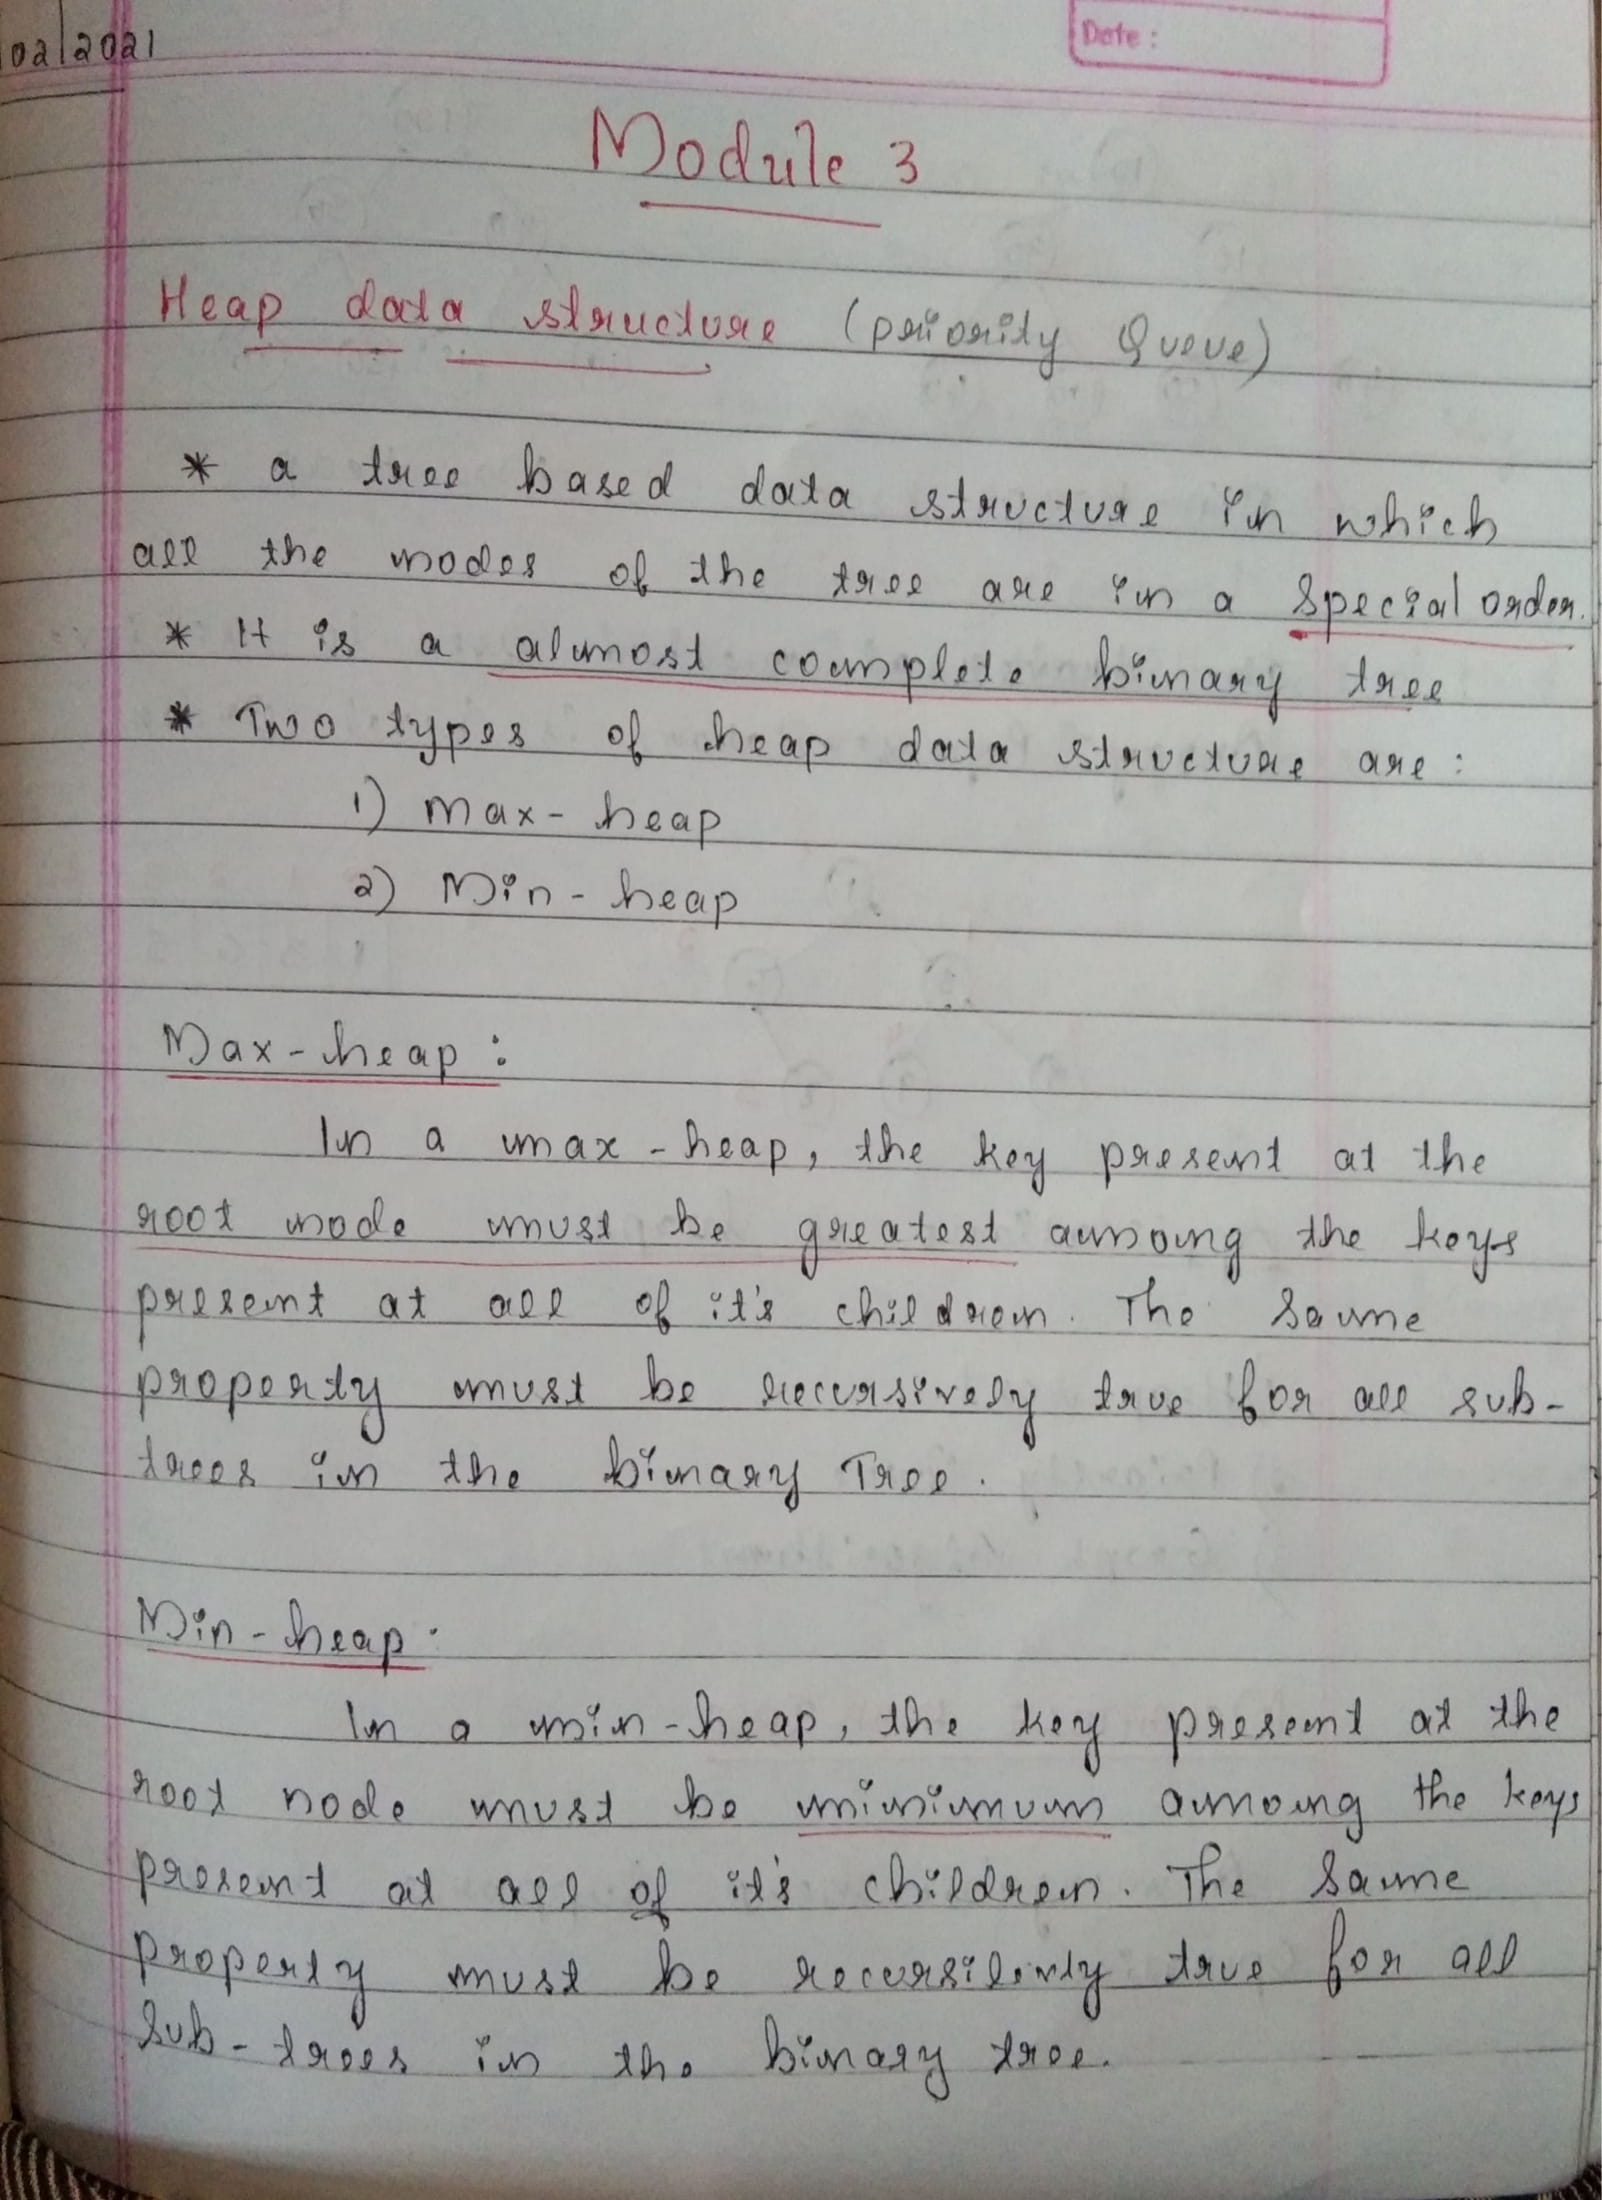 02/2021
Date :
Module 3
Heap data structure (priority Queue)
* a tree based data structure in which
all the nodes of the tree are in a special order.
* It is a almost complete binary tree
* Two types of heap data structure are :
1) Max-heap
2) Min-heap
Max-heap :
In a max-heap, the key present at the
root node must be greatest among the keys
present at all of it's children. The same
property must be recursively true for all sub-
trees in the binary Tree.
Min-heap.
In a min-heap, the key present at the
root node must be minimum among the keys
present at all of it's children. The same
property must be recursilevly true for all
sub-trees in the binary tree.